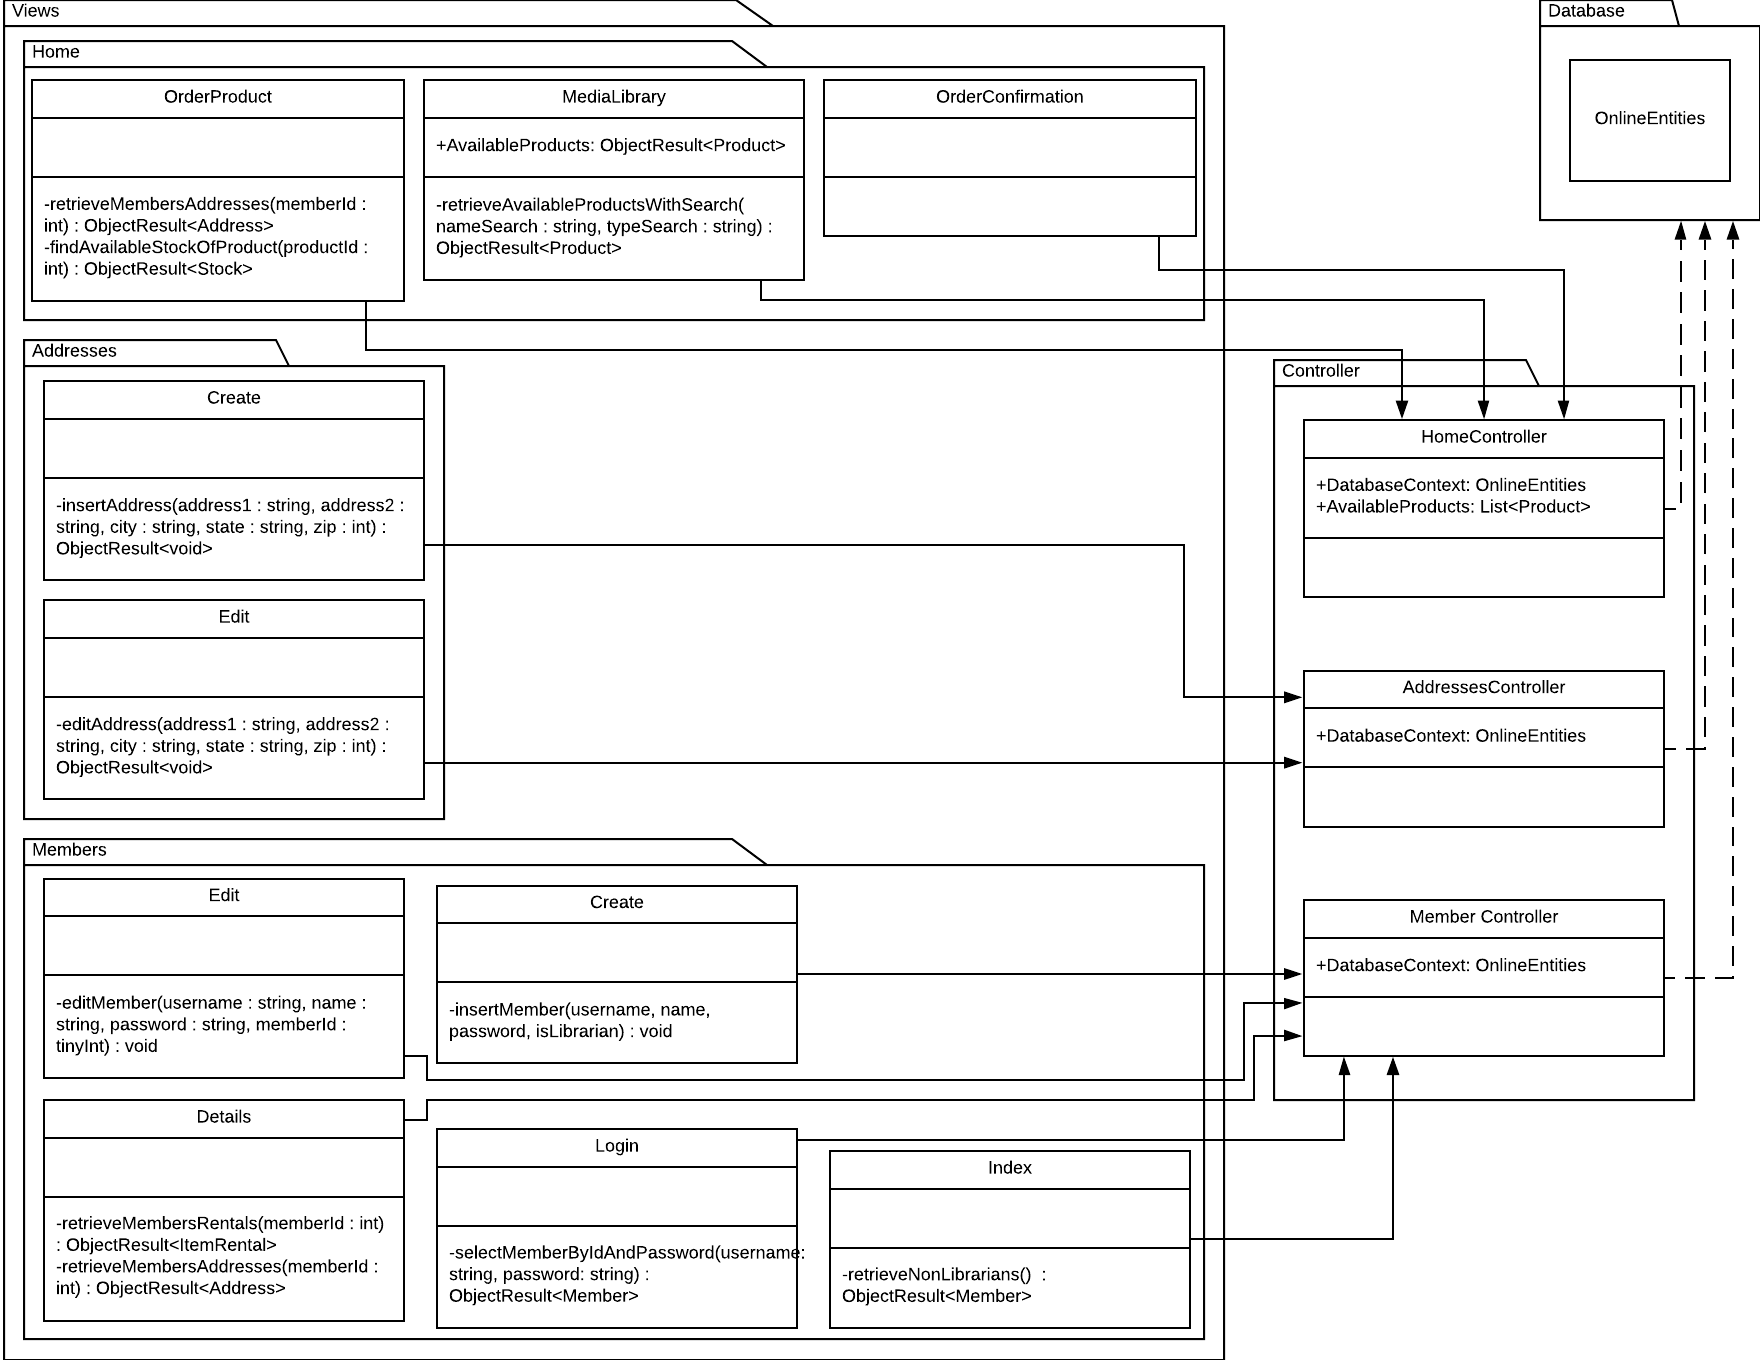 Views
Home
OrderProduct
-retrieveMembersAddresses(memberId :
int) : ObjectResult<Address>
-findAvailableStockOfProduct(productId :
int) : ObjectResult<Stock>
MediaLibrary
+AvailableProducts: ObjectResult<Product>
-retrieveAvailableProductsWithSearch(
nameSearch : string, typeSearch : string) :
ObjectResult<Product>
OrderConfirmation
Database
OnlineEntities
Addresses
Create
-insertAddress(address1 : string, address2 :
string, city : string, state : string, zip : int) :
ObjectResult<void>
Edit
-editAddress(address1 : string, address2 :
string, city : string, state : string, zip : int) :
ObjectResult<void>
Controller
HomeController
+DatabaseContext: OnlineEntities
+AvailableProducts: List<Product>
AddressesController
+DatabaseContext: OnlineEntities
Member Controller
+DatabaseContext: OnlineEntities
Members
Edit
-editMember(username : string, name :
string, password : string, memberId :
tinyInt) : void
Create
-insertMember(username, name,
password, isLibrarian) : void
Details
-retrieveMembersRentals(memberId : int)
: ObjectResult<ItemRental>
-retrieveMembersAddresses(memberId :
int) : ObjectResult<Address>
Login
-selectMemberByIdAndPassword(username:
string, password: string) :
ObjectResult<Member>
Index
-retrieveNonLibrarians() :
ObjectResult<Member>